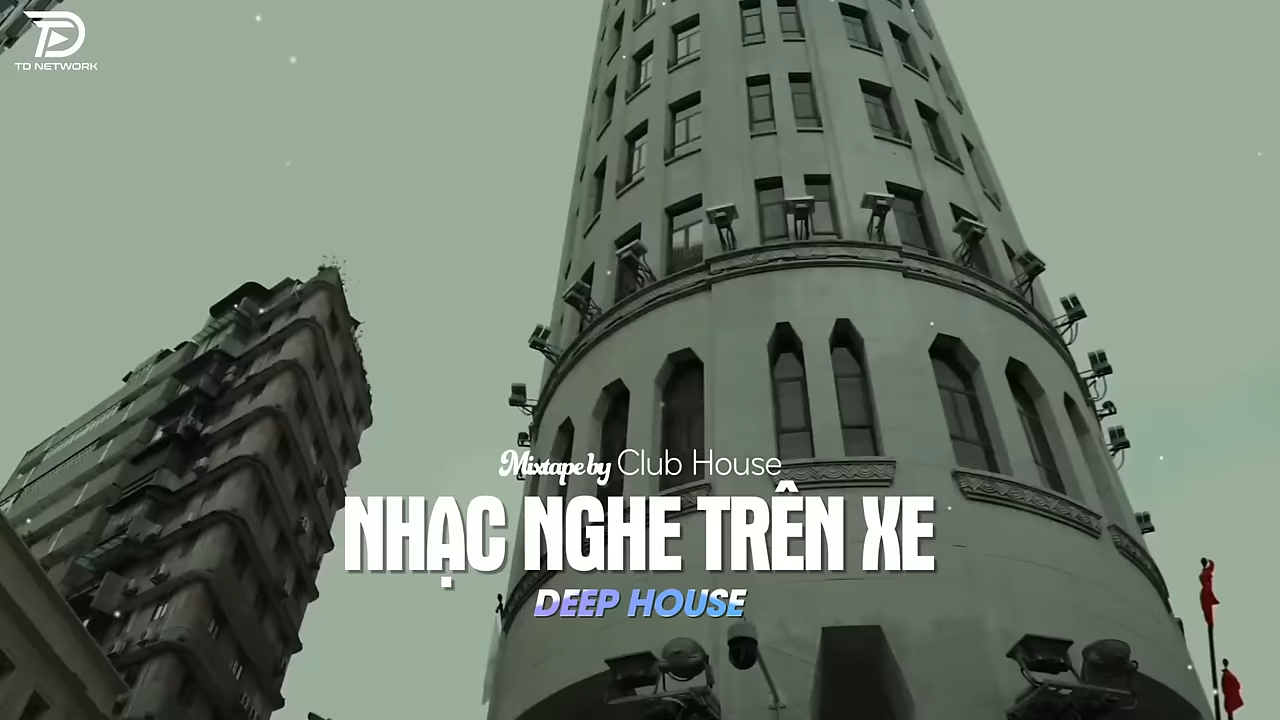 TD NETWORK
Mixtape by Club House
NHẠC NGHE TRÊN XE
DEEP HOUSE